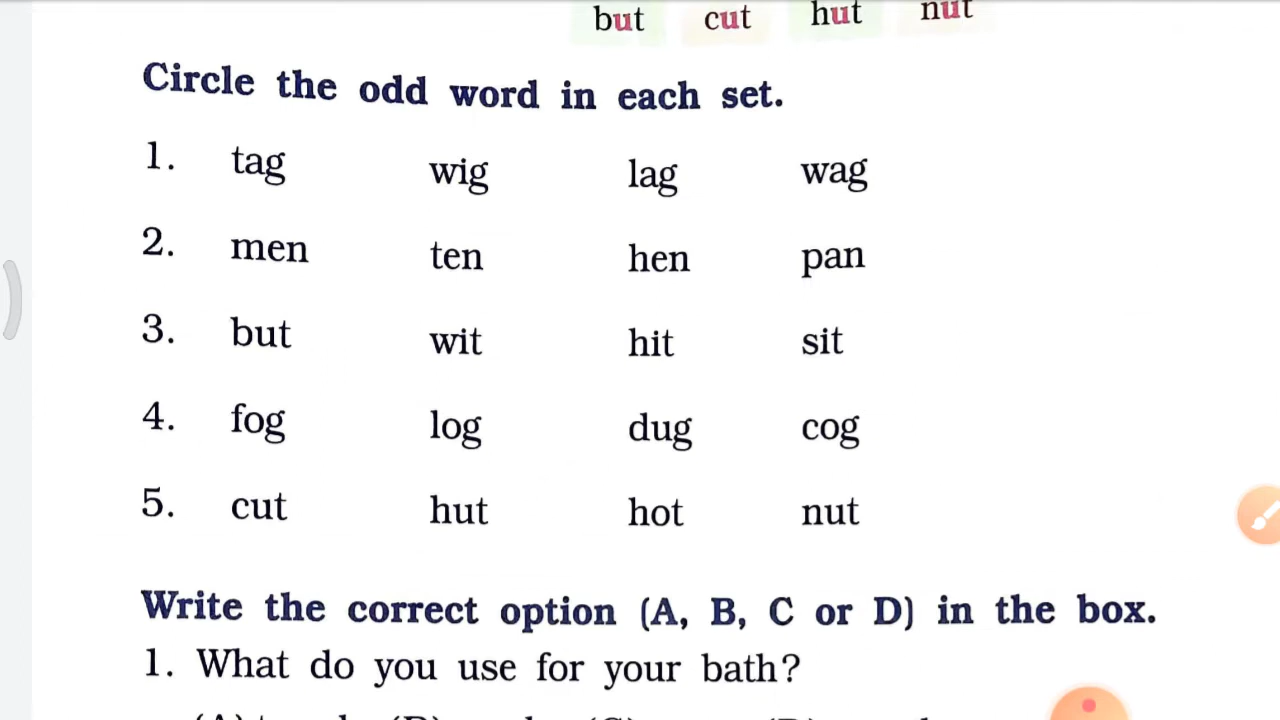 but cut hut nut
Circle the odd word in each set.
1. tag wig lag wag
2. men ten hen pan
3. but wit hit sit
4. fog log dug cog
5. cut hut hot nut
Write the correct option (A, B, C or D) in the box.
1. What do you use for your bath?